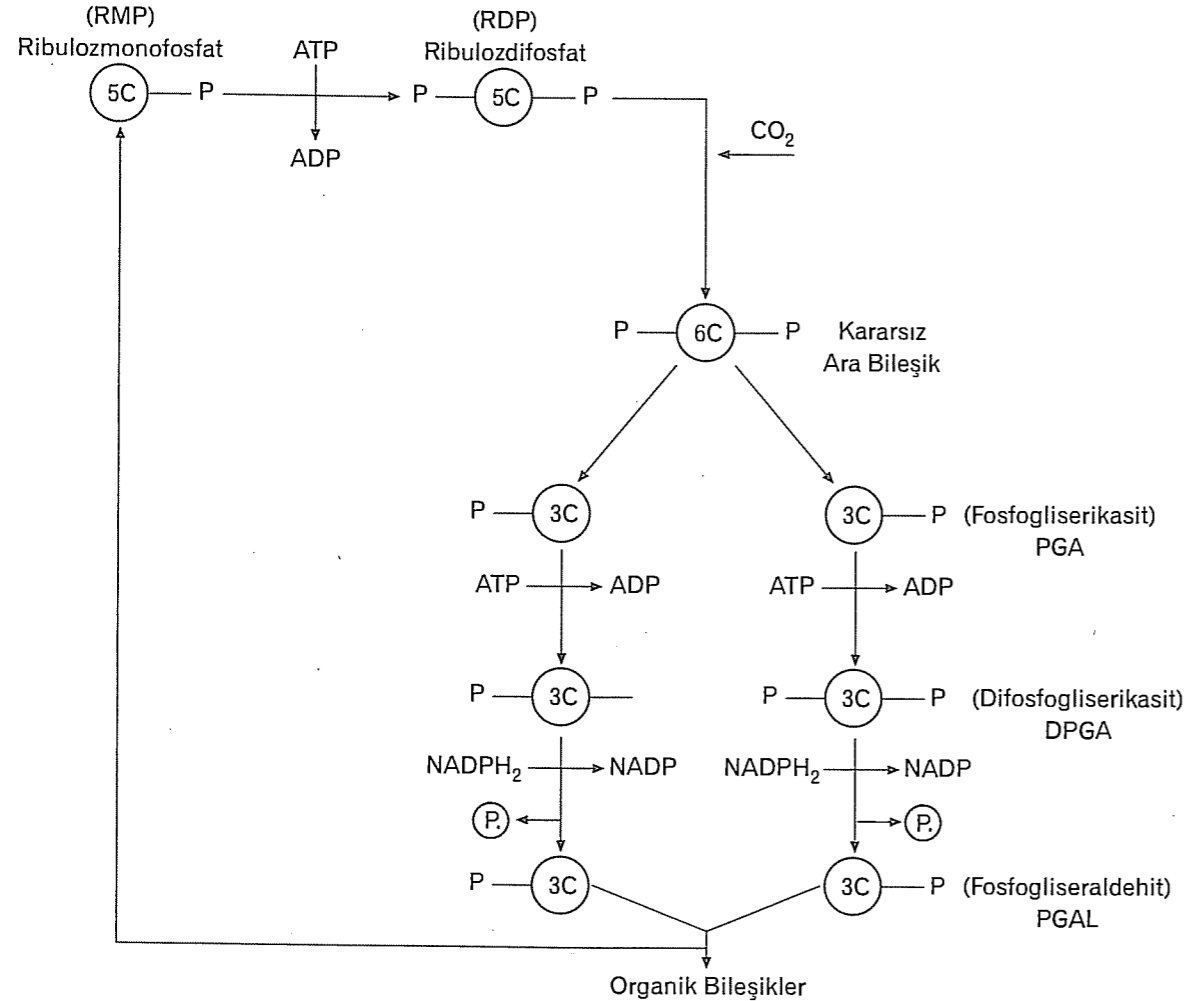 (RMP)
Ribulozmonofosfat
ATP
(RDP)
Ribulozdifosfat
5C P
P 5C P
ADP
CO₂
P 6C P
Kararsız
Ara Bileşik
P 3C
3C P (Fosfogliserikasit)
PGA
ATP ADP
ATP ADP
P 3C
P 3C P (Difosfogliserikasit)
DPGA
NADPH₂ NADP
NADPH₂ NADP
P.
P.
P 3C
3C P (Fosfogliseraldehit)
PGAL
Organik Bileşikler